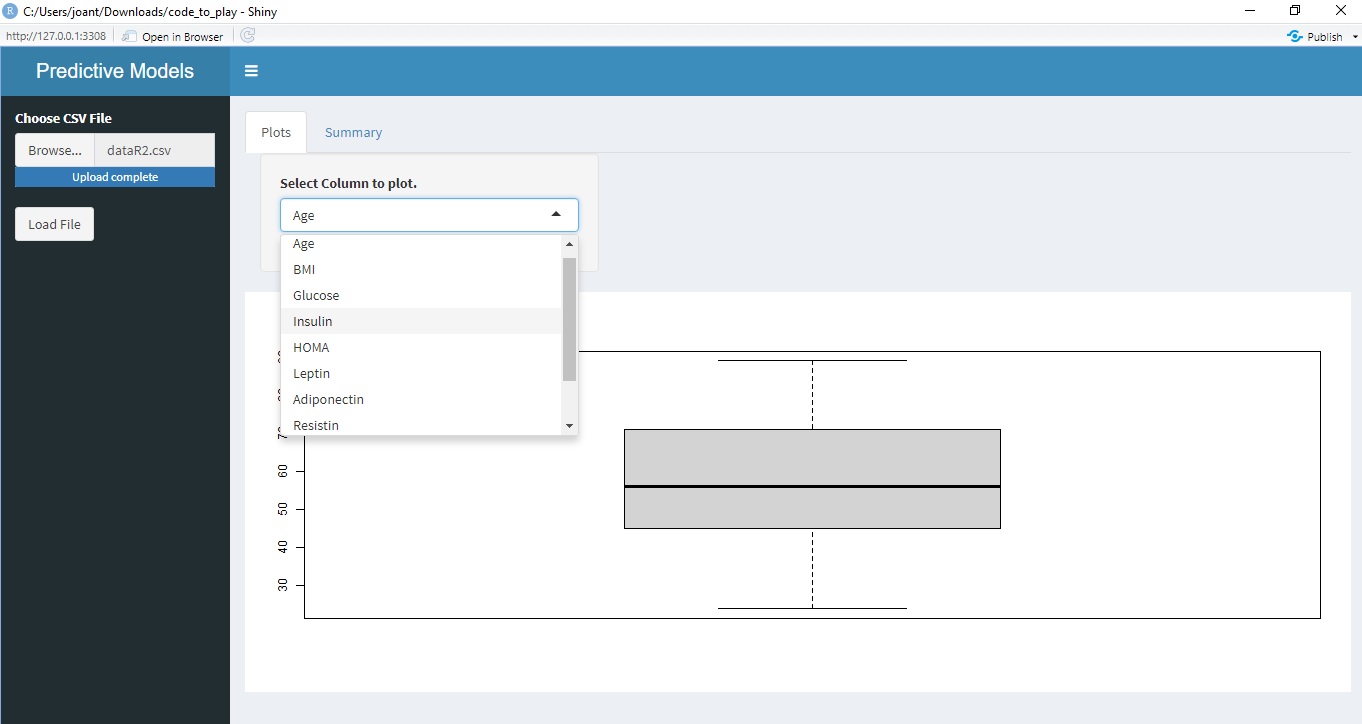 C:/Users/joant/Downloads/code_to_play - Shiny
http://127.0.0.1:3308 Open in Browser Publish
Predictive Models
Choose CSV File
Browse... dataR2.csv
Upload complete
Load File
Plots Summary
Select Column to plot.
Age
Age
BMI
Glucose
Insulin
HOMA
Leptin
Adiponectin
Resistin
60
50
40
30